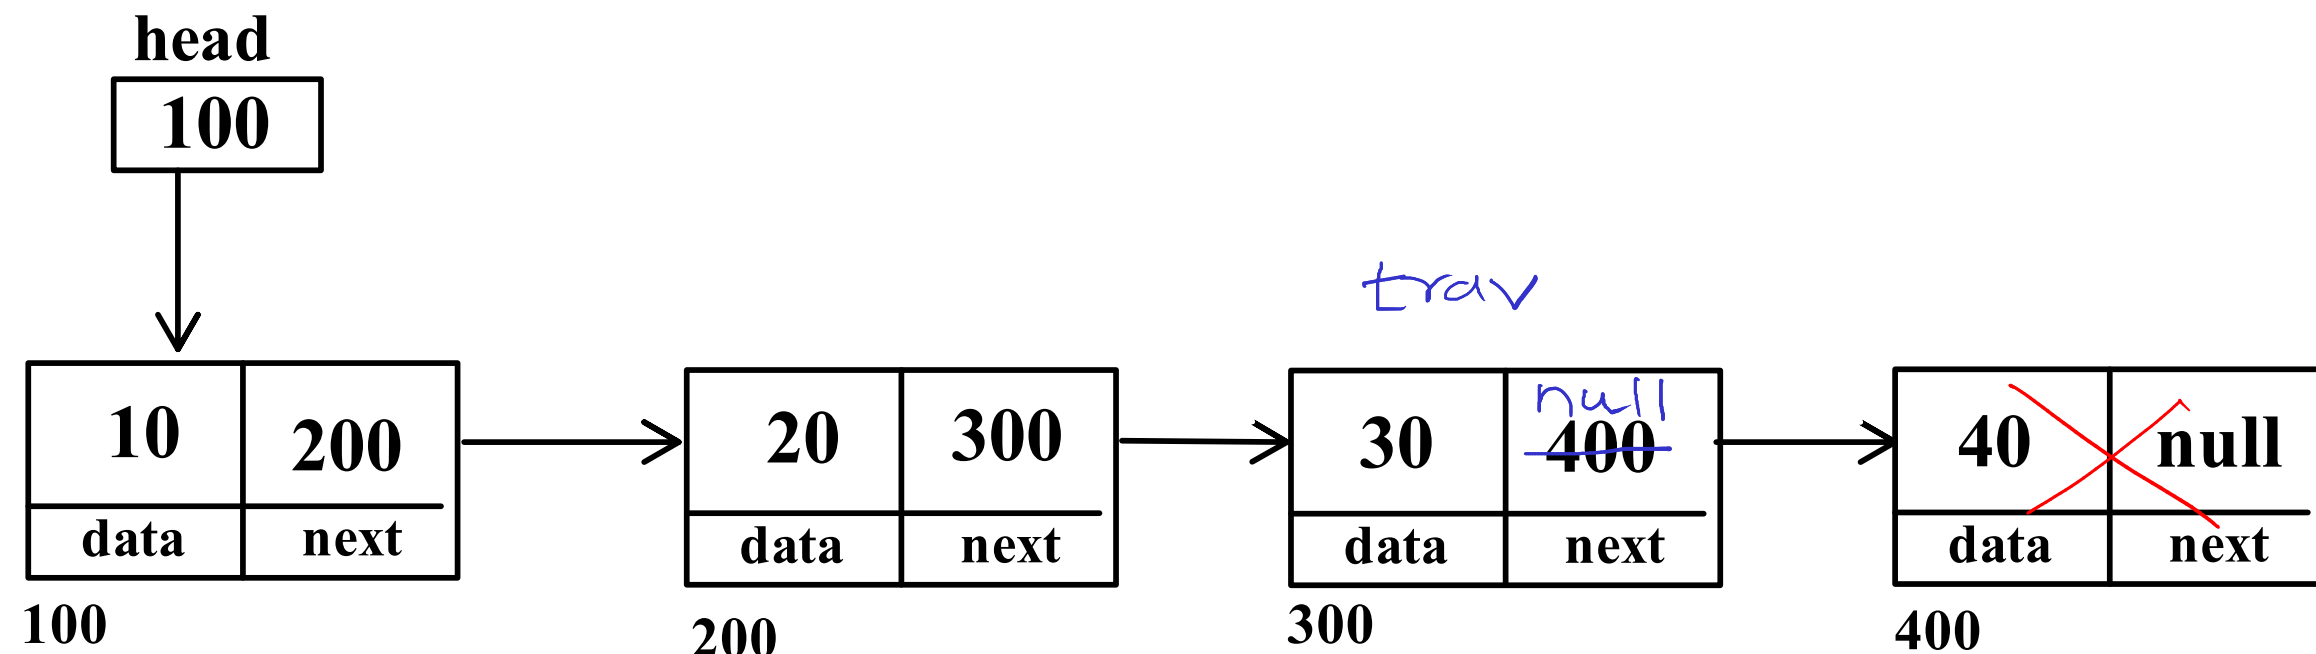 head
100
trav
10 200 20 300 30 null 400 40 null
data next data next data next data next
100 200 300 400